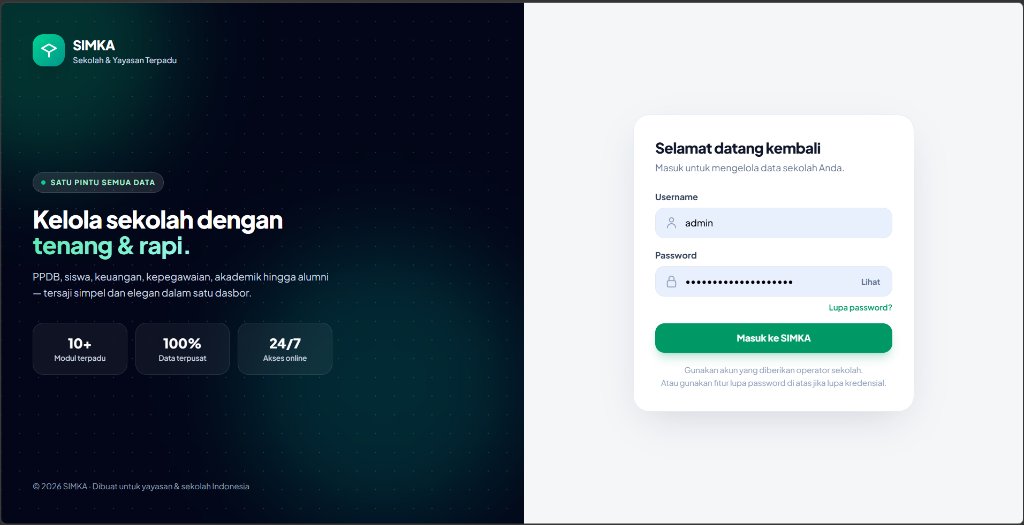 SIMKA
Sekolah & Yayasan Terpadu
SATU PINTU SEMUA DATA
Kelola sekolah dengan
tenang & rapi.
PPDB, siswa, keuangan, kepegawaian, akademik hingga alumni
— tersaji simpel dan elegan dalam satu dasbor.
10+
Modul terpadu
100%
Data terpusat
24/7
Akses online
© 2026 SIMKA · Dibuat untuk yayasan & sekolah Indonesia
Selamat datang kembali
Masuk untuk mengelola data sekolah Anda.
Username
admin
Password
••••••••••••••••••••
Lihat
Lupa password?
Masuk ke SIMKA
Gunakan akun yang diberikan operator sekolah.
Atau gunakan fitur lupa password di atas jika lupa kredensial.